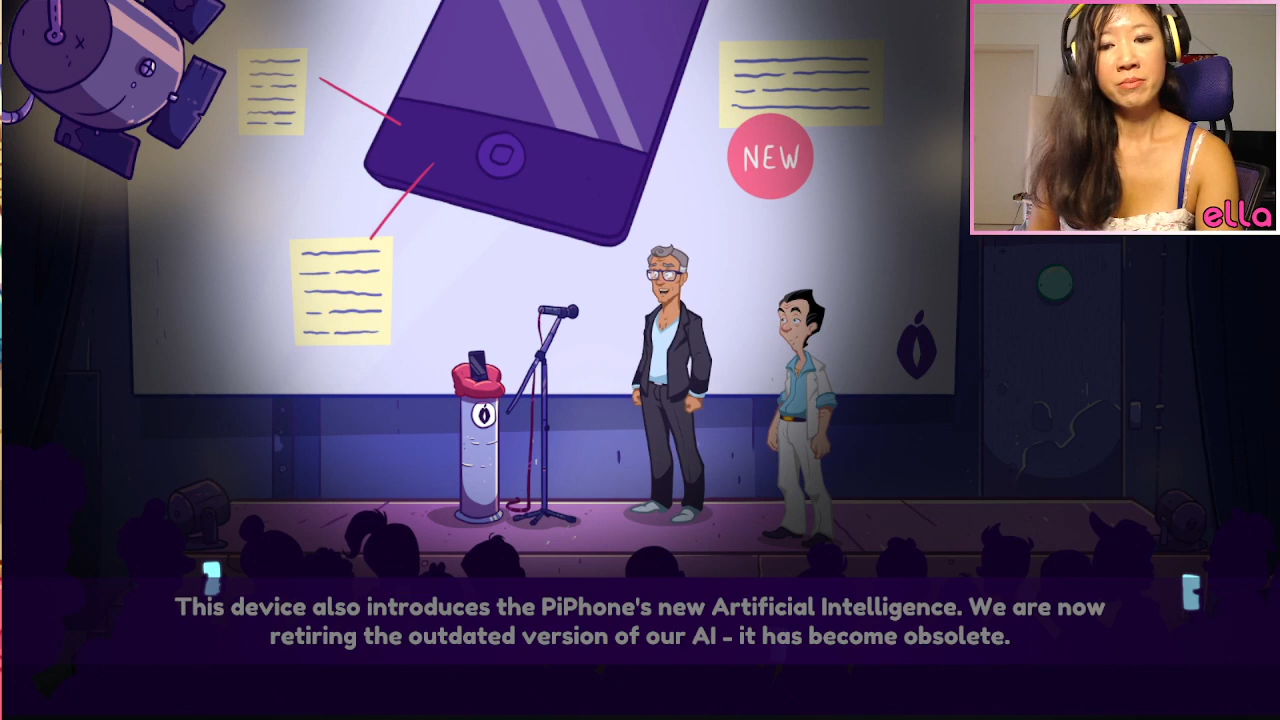 NEW
ella
This device also introduces the PiPhone's new Artificial Intelligence. We are now
retiring the outdated version of our AI - it has become obsolete.